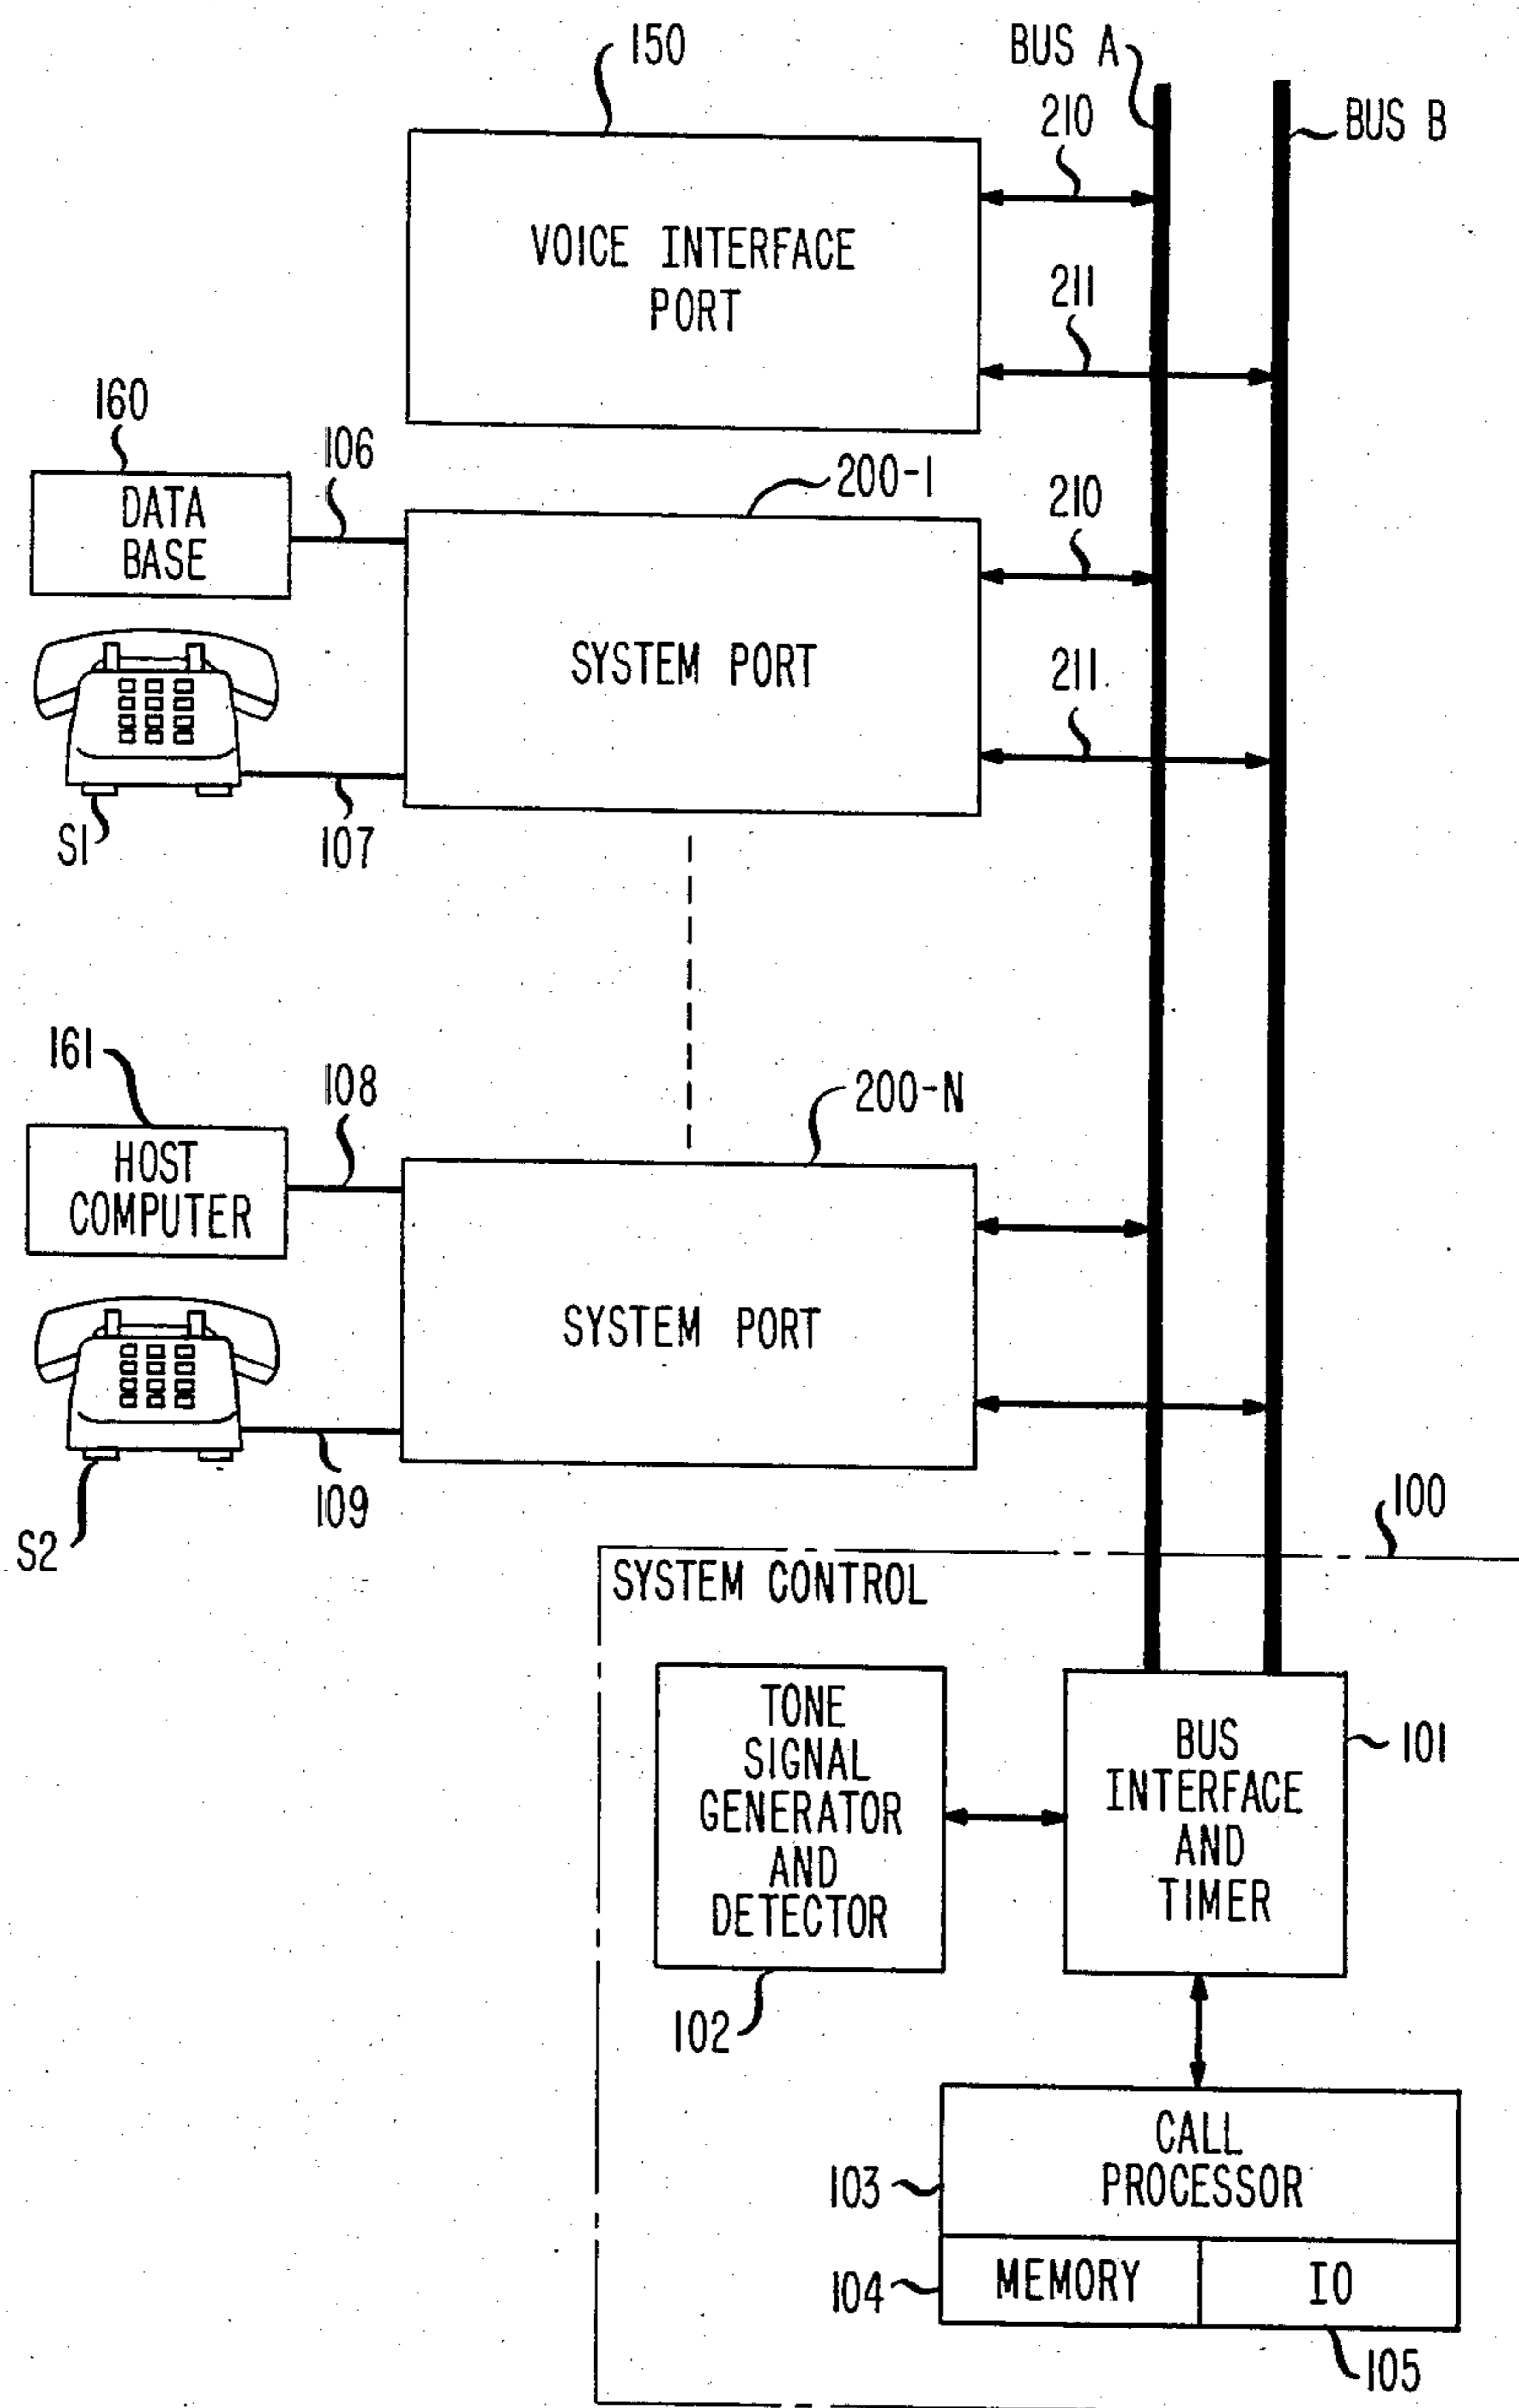 150
BUS A
BUS B
210
VOICE INTERFACE
PORT
211
160
106
200-1
210
DATA
BASE
SYSTEM PORT
211
S1
107
161
108
200-N
HOST
COMPUTER
SYSTEM PORT
109
S2
100
SYSTEM CONTROL
TONE
SIGNAL
GENERATOR
AND
DETECTOR
BUS
INTERFACE
AND
TIMER
101
102
CALL
PROCESSOR
103
MEMORY
IO
104
105